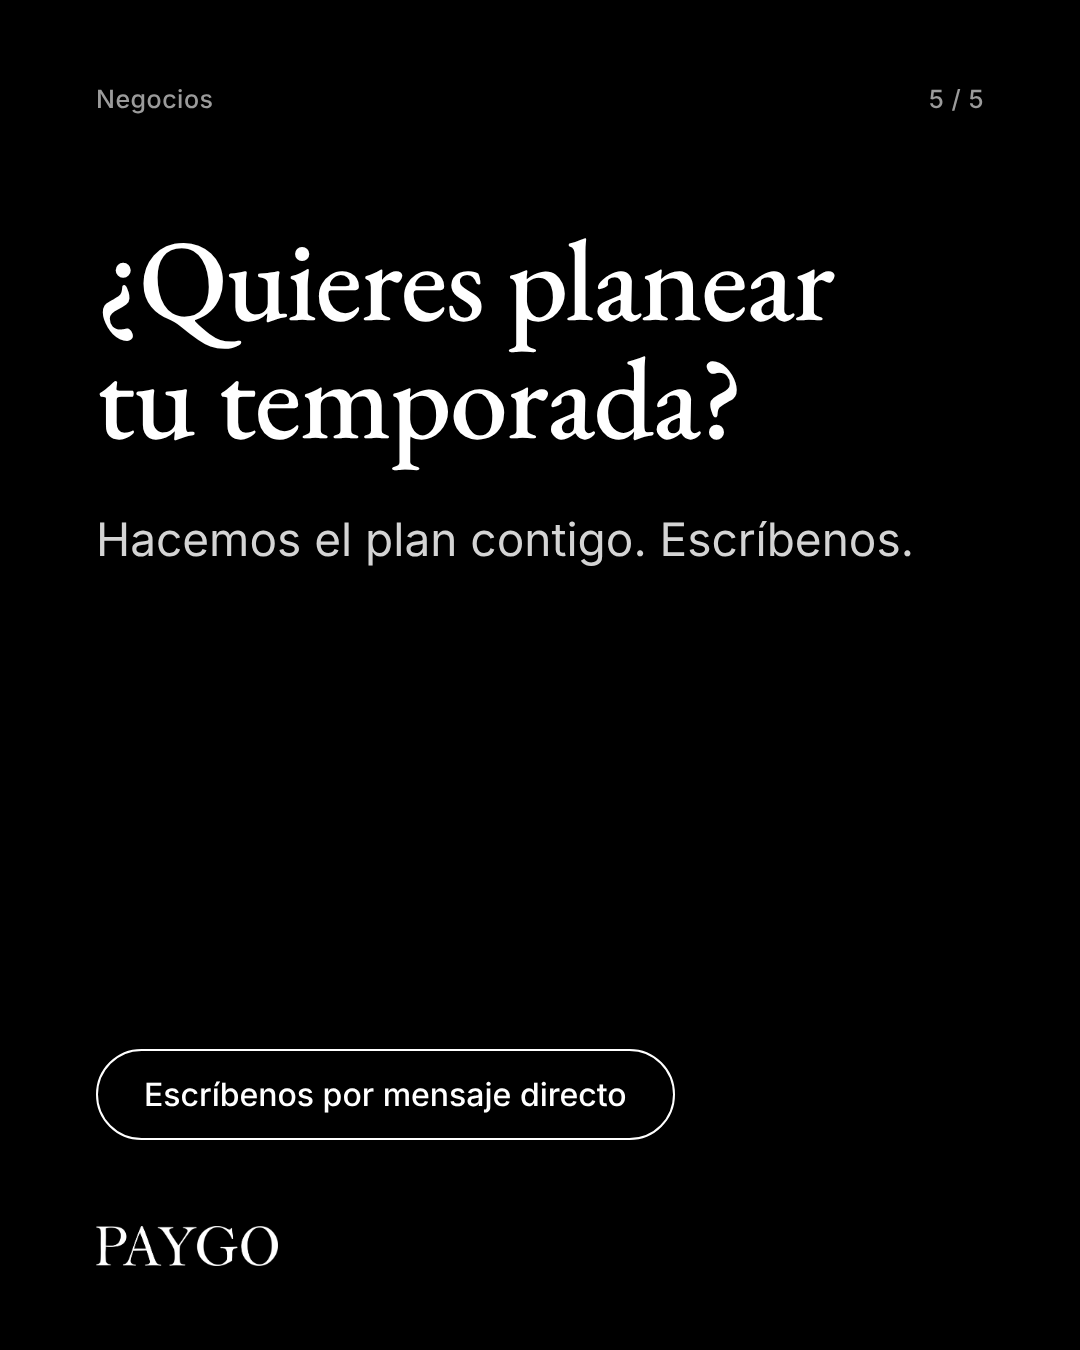 Negocios
5 / 5
¿Quieres planear
tu temporada?
Hacemos el plan contigo. Escríbenos.
Escríbenos por mensaje directo
PAYGO